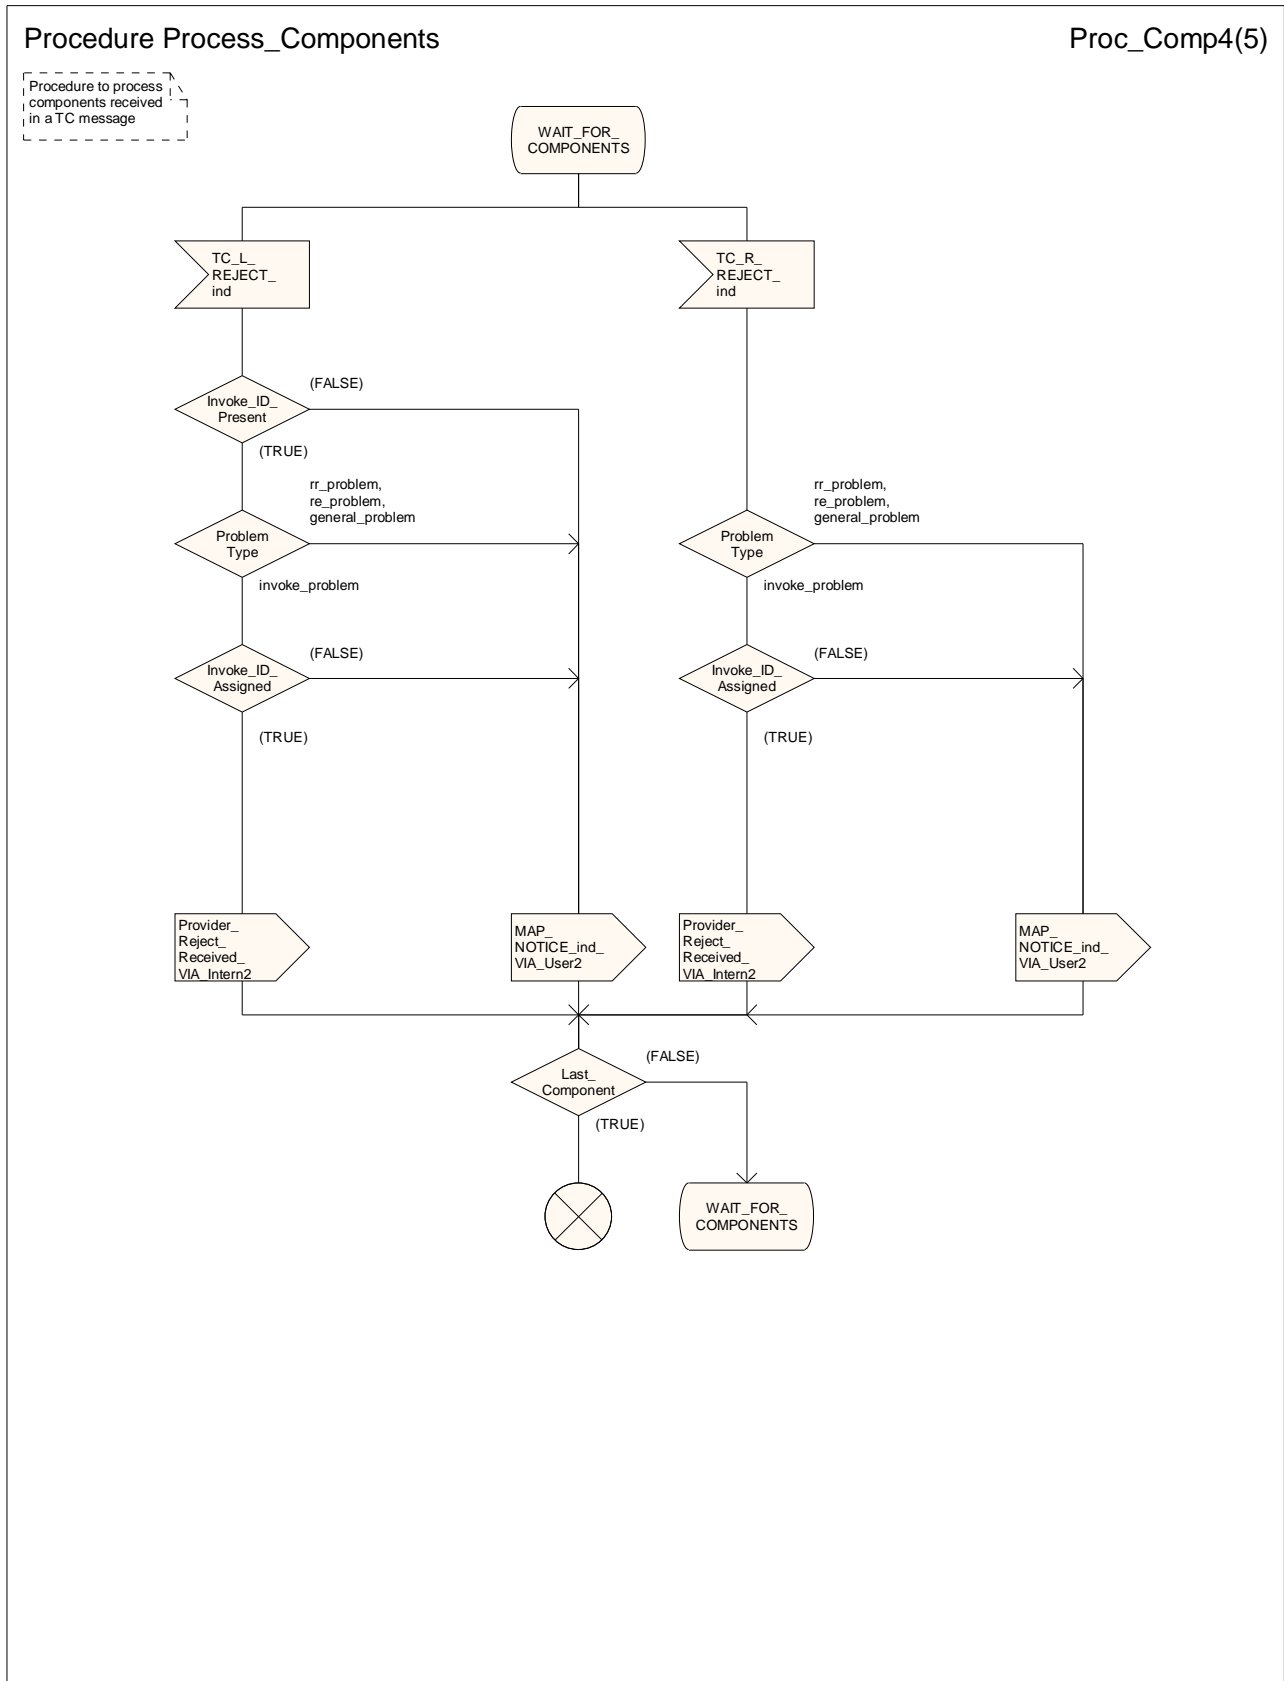 Procedure Process_Components
Proc_Comp4(5)
Procedure to process
components received
in a TC message
WAIT_FOR_
COMPONENTS
TC_L_
REJECT_
ind
TC_R_
REJECT_
ind
(FALSE)
Invoke_ID_
Present
(TRUE)
rr_problem,
re_problem,
general_problem
Problem
Type
invoke_problem
rr_problem,
re_problem,
general_problem
Problem
Type
invoke_problem
(FALSE)
Invoke_ID_
Assigned
(TRUE)
(FALSE)
Invoke_ID_
Assigned
(TRUE)
Provider_
Reject_
Received_
VIA_Intern2
MAP_
NOTICE_ind_
VIA_User2
Provider_
Reject_
Received_
VIA_Intern2
MAP_
NOTICE_ind_
VIA_User2
(FALSE)
Last_
Component
(TRUE)
WAIT_FOR_
COMPONENTS